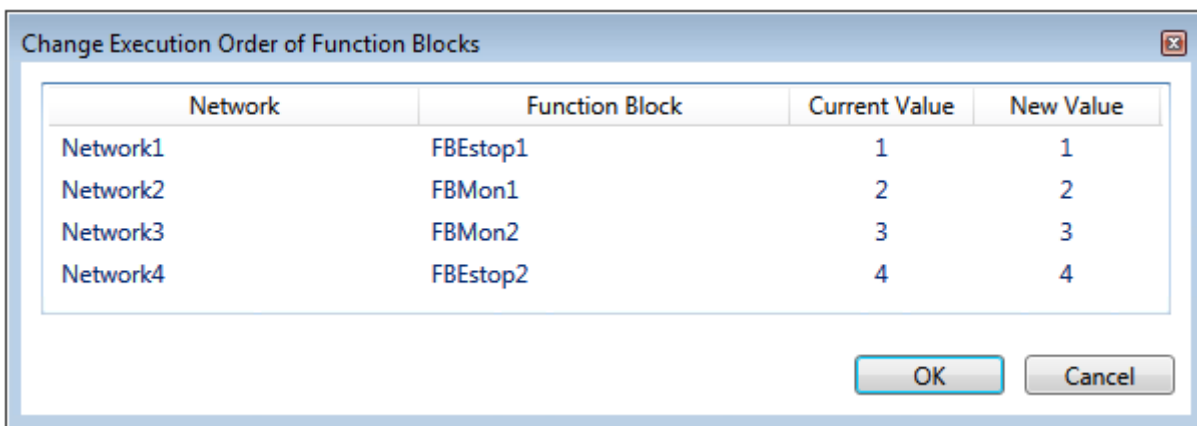 Change Execution Order of Function Blocks
Network Function Block Current Value New Value
Network1 FBEstop1 1 1
Network2 FBMon1 2 2
Network3 FBMon2 3 3
Network4 FBEstop2 4 4
OK Cancel